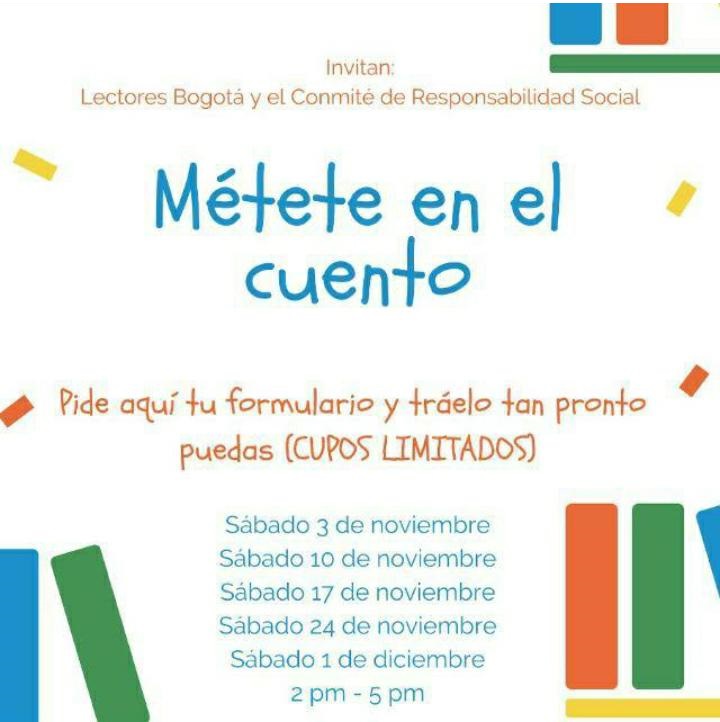 Invitan:
Lectores Bogotá y el Conmité de Responsabilidad Social
Métete en el
cuento
Pide aquí tu formulario y tráelo tan pronto
puedas (CUPOS LIMITADOS)
Sábado 3 de noviembre
Sábado 10 de noviembre
Sábado 17 de noviembre
Sábado 24 de noviembre
Sábado 1 de diciembre
2 pm - 5 pm